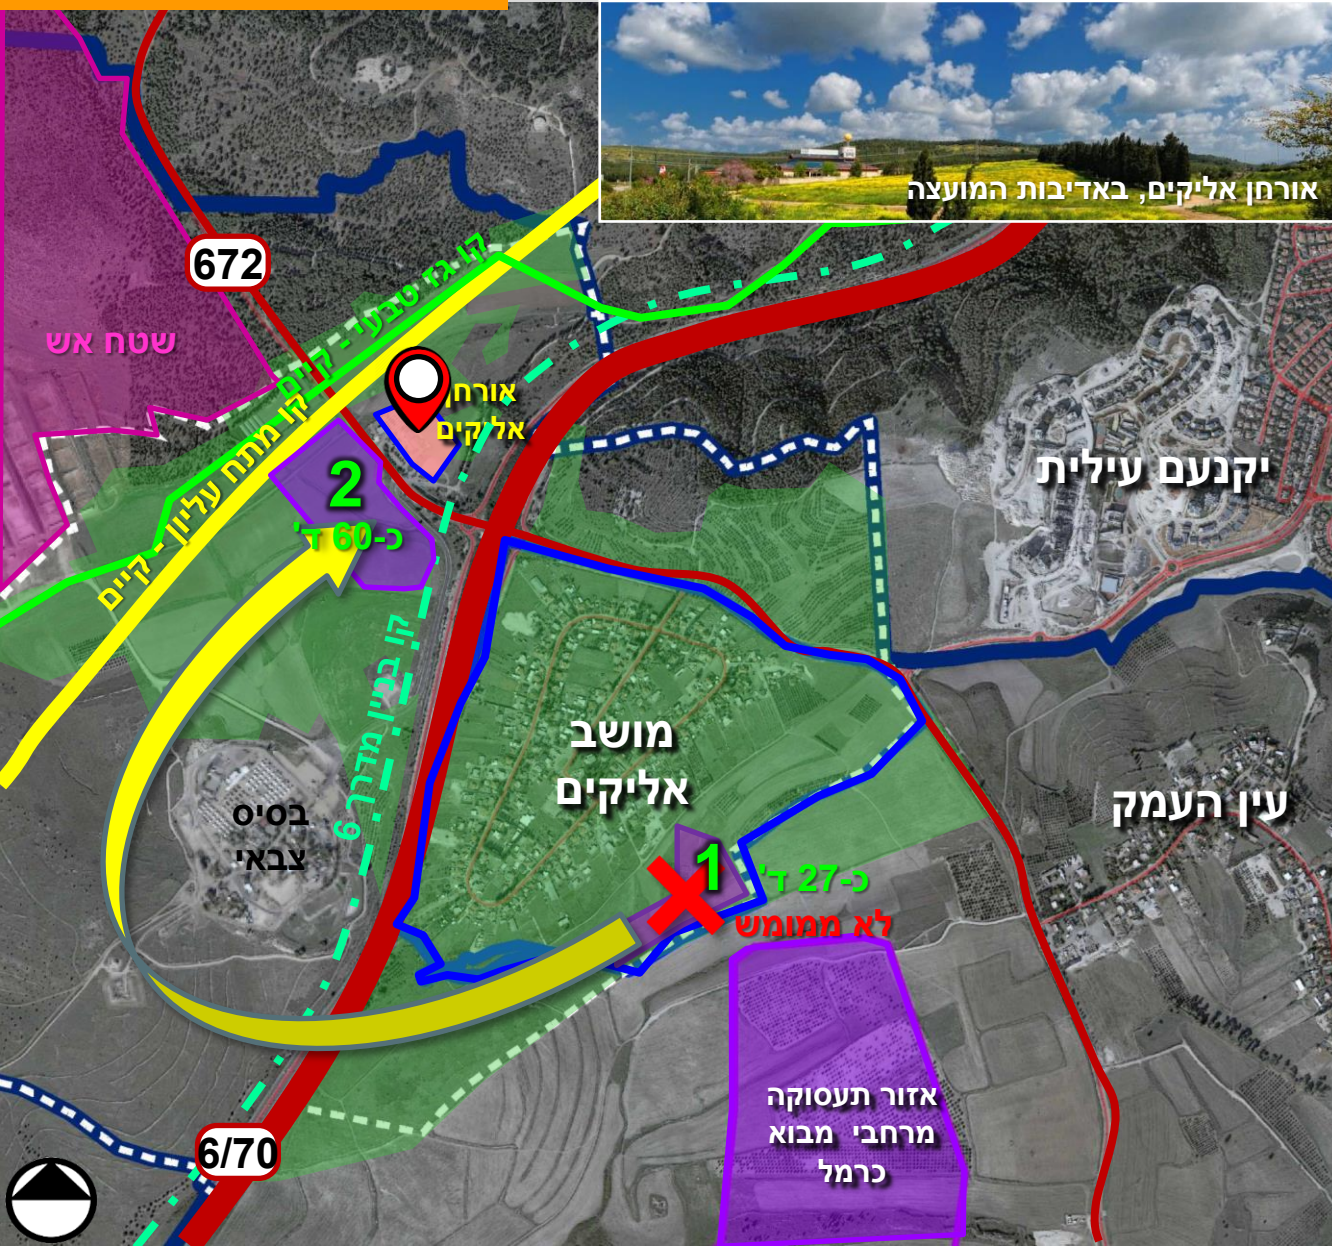 אורחן אליקים, באדיבות המועצה
672
קו גז טבעי - קיים
שטח אש
אורחן
אליקים
קו מתח עליון - קיים
2
כ-60 ד'
יקנעם עילית
קו בניין מדרך 6
מושב
אליקים
בסיס
צבאי
עין העמק
1
כ-27 ד'
לא ממומש
אזור תעסוקה
מרחבי מבוא
כרמל
6/70